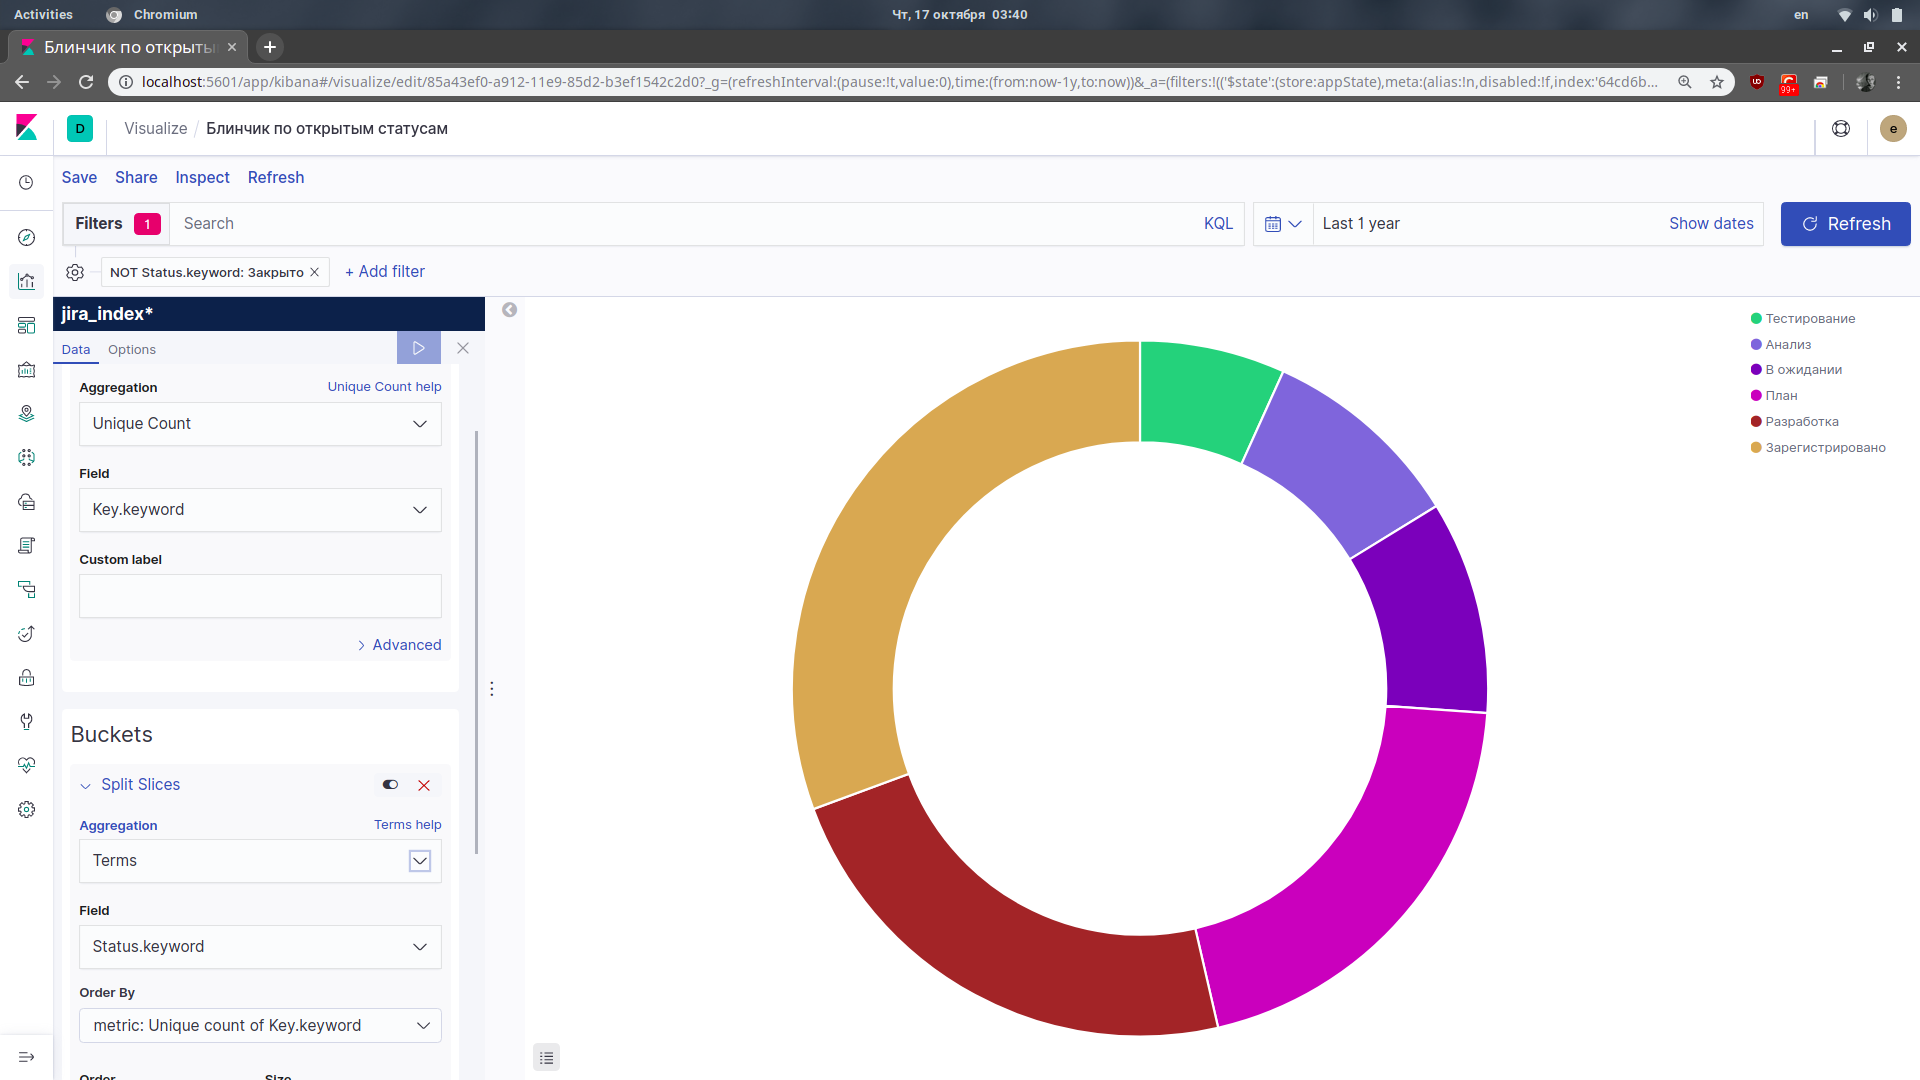 Activities
Chromium
Чт, 17 октября 03:40
en
Блинчик по открыты
localhost:5601/app/kibana#/visualize/edit/85a43ef0-a912-11e9-85d2-b3ef1542c2d0?_g=(refreshInterval:(pause:!t,value:0),time:(from:now-1y,to:now))&_a=(filters:!(('$state':(store:appState),meta:(alias:!n,disabled:!f,index:'64cd6b...
99+
D
Visualize / Блинчик по открытым статусам
e
Save Share Inspect Refresh
Filters 1
Search
KQL
Last 1 year
Show dates
Refresh
NOT Status.keyword: Закрыто
+ Add filter
jira_index*
Data Options
Aggregation
Unique Count help
Unique Count
Field
Key.keyword
Custom label
Advanced
Buckets
Split Slices
Aggregation
Terms help
Terms
Field
Status.keyword
Order By
metric: Unique count of Key.keyword
Order
Size
Тестирование
Анализ
В ожидании
План
Разработка
Зарегистрировано